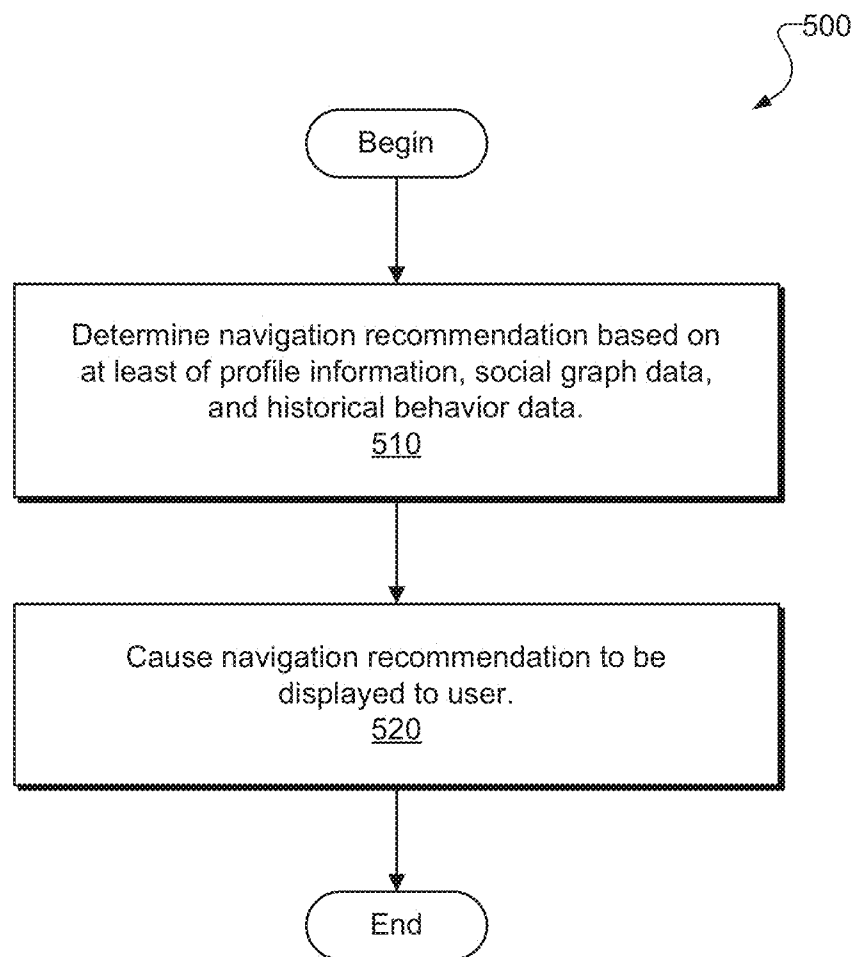 500
Begin
Determine navigation recommendation based on
at least of profile information, social graph data,
and historical behavior data.
510
Cause navigation recommendation to be
displayed to user.
520
End